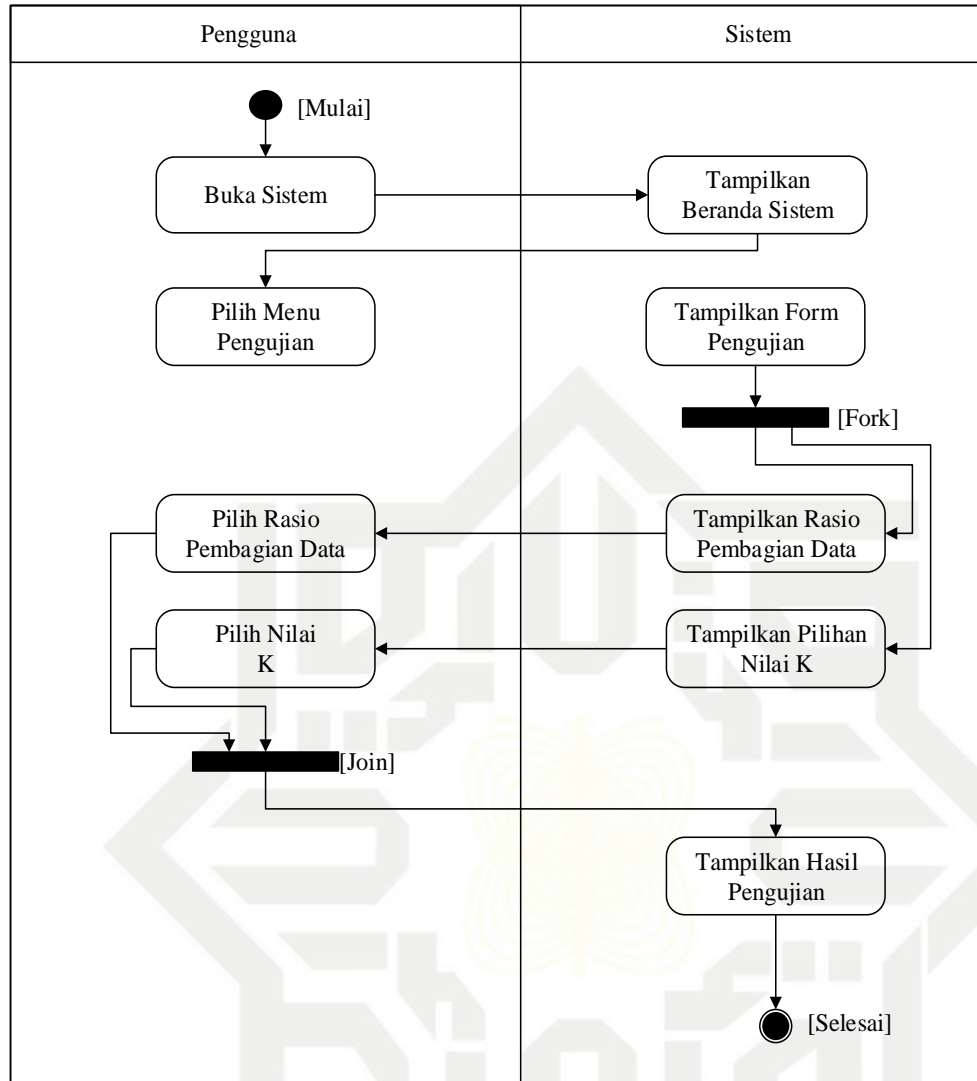 Pengguna
Sistem
[Mulai]
Buka Sistem
Tampilkan
Beranda Sistem
Pilih Menu
Pengujian
Tampilkan Form
Pengujian
[Fork]
Pilih Rasio
Pembagian Data
Tampilkan Rasio
Pembagian Data
Pilih Nilai
K
Tampilkan Pilihan
Nilai K
[Join]
Tampilkan Hasil
Pengujian
[Selesai]